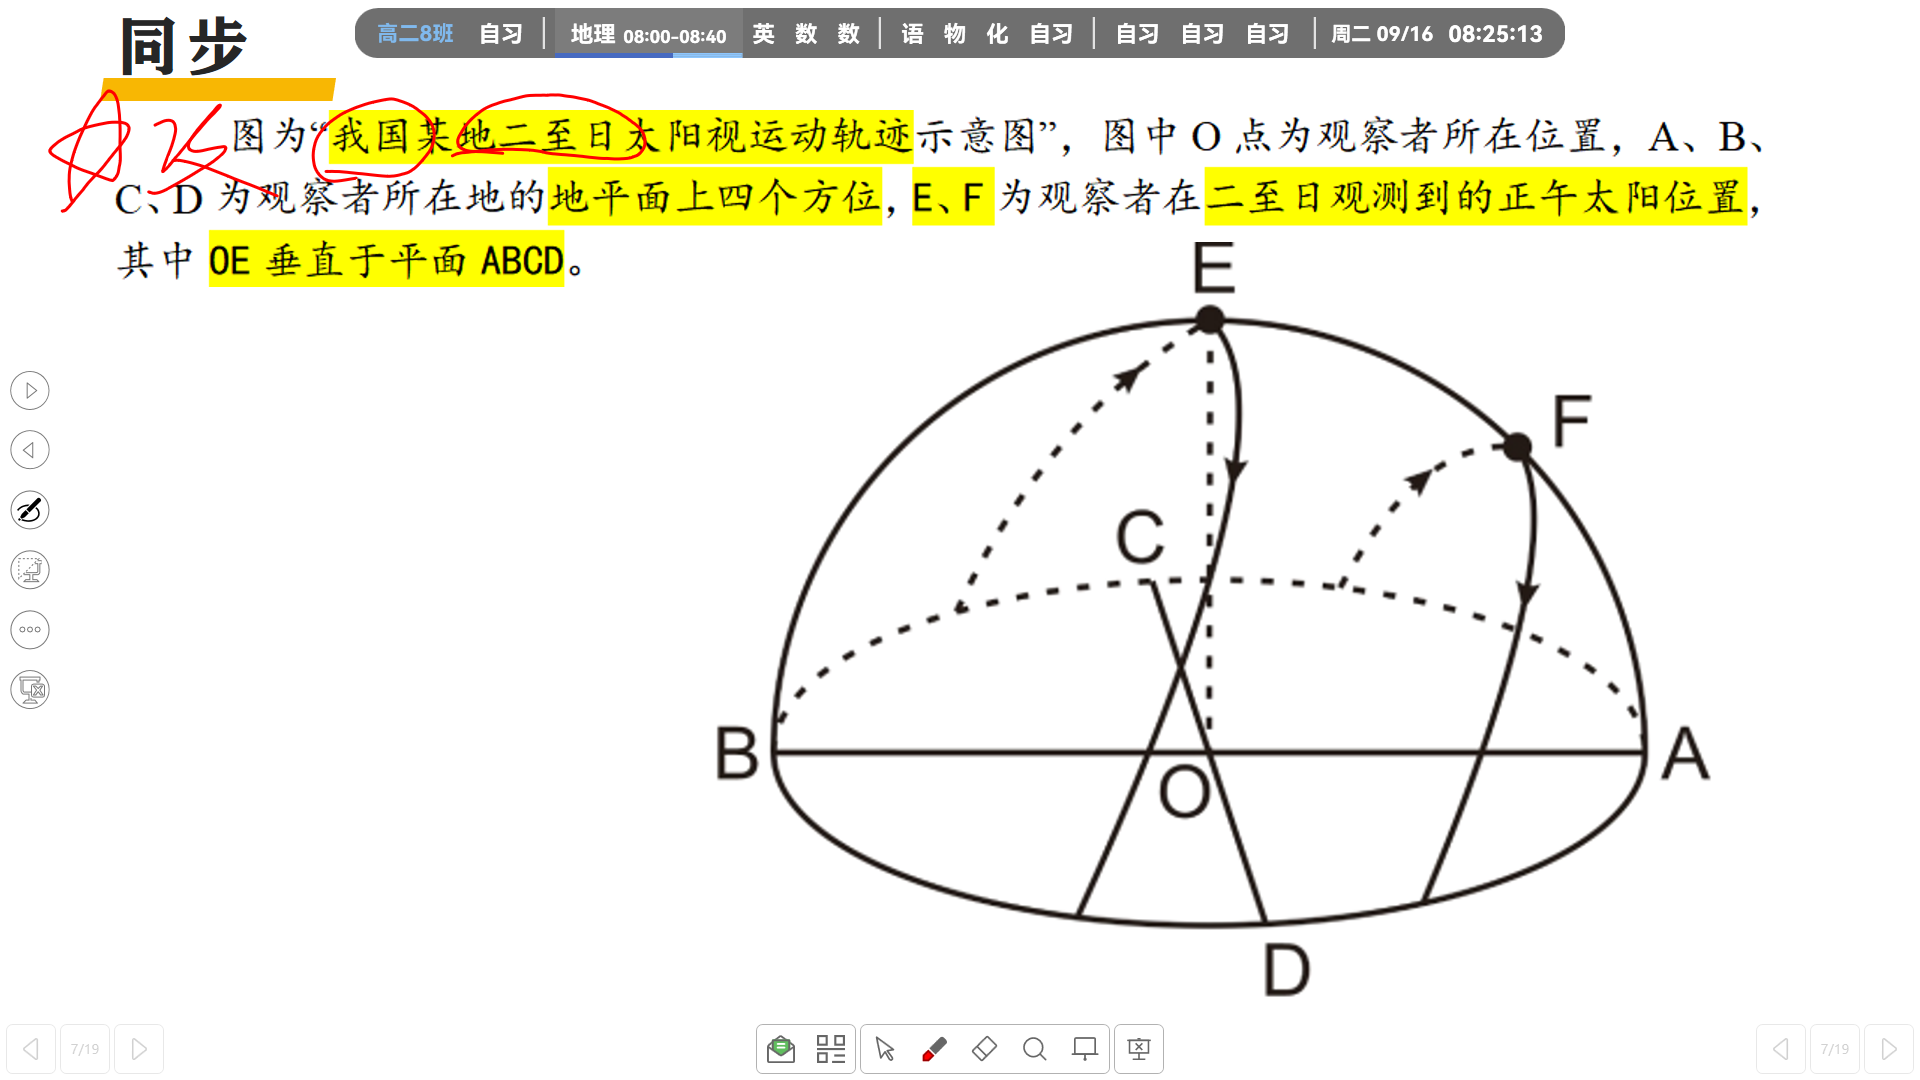 同步
高二8班 自习 地理 08:00-08:40 英 数 数 语 物 化 自习 自习 自习 自习 周二 09/16 08:25:13
图为“我国某地二至日太阳视运动轨迹示意图”，图中 O 点为观察者所在位置，A、B、
C、D 为观察者所在地的地平面上四个方位，E、F 为观察者在二至日观测到的正午太阳位置，
其中 OE 垂直于平面 ABCD。
E
F
C
B
O
A
D
7/19
7/19